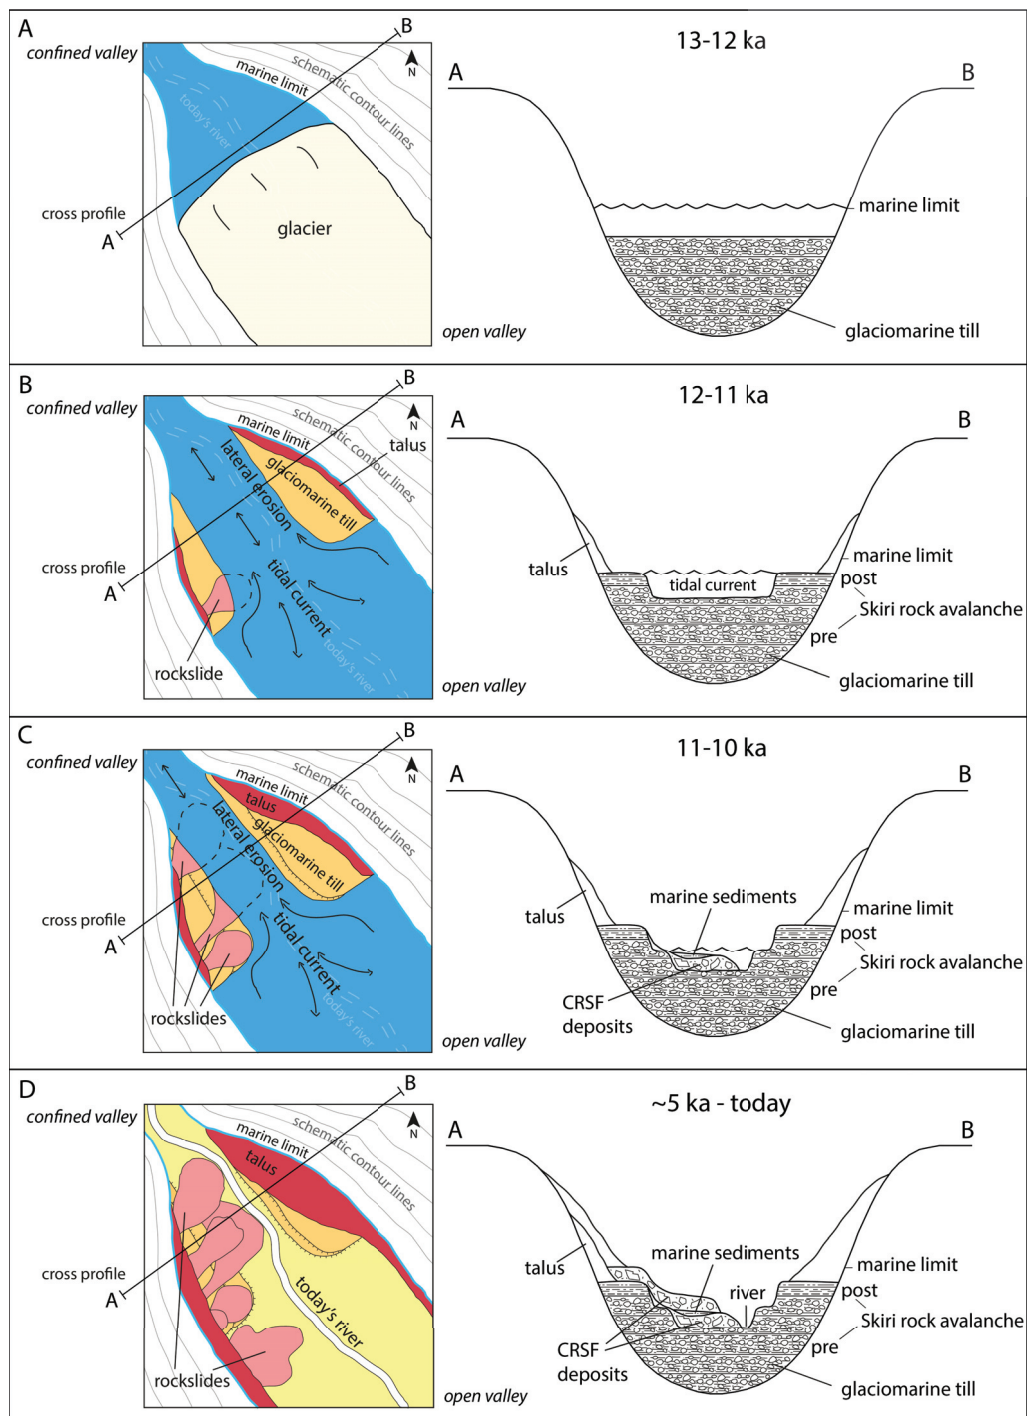 A
confined valley
B
N
marine limit
schematic contour lines
today's river
cross profile
A
glacier
open valley
13-12 ka
A
B
marine limit
glaciomarine till
B
confined valley
B
N
marine limit
schematic contour lines
talus
lateral erosion
glaciomarine till
cross profile
A
tidal current
today's river
rockslide
open valley
12-11 ka
A
B
talus
tidal current
marine limit
post
Skiri rock avalanche
pre
glaciomarine till
C
confined valley
B
N
marine limit
schematic contour lines
talus
lateral erosion
glaciomarine till
cross profile
A
tidal current
today's river
rockslides
open valley
11-10 ka
A
B
marine sediments
talus
marine limit
post
Skiri rock avalanche
pre
CRSF
deposits
glaciomarine till
D
confined valley
B
N
marine limit
schematic contour lines
talus
cross profile
A
today's river
rockslides
open valley
~5 ka - today
A
B
marine sediments
talus
river
marine limit
post
Skiri rock avalanche
pre
CRSF
deposits
glaciomarine till